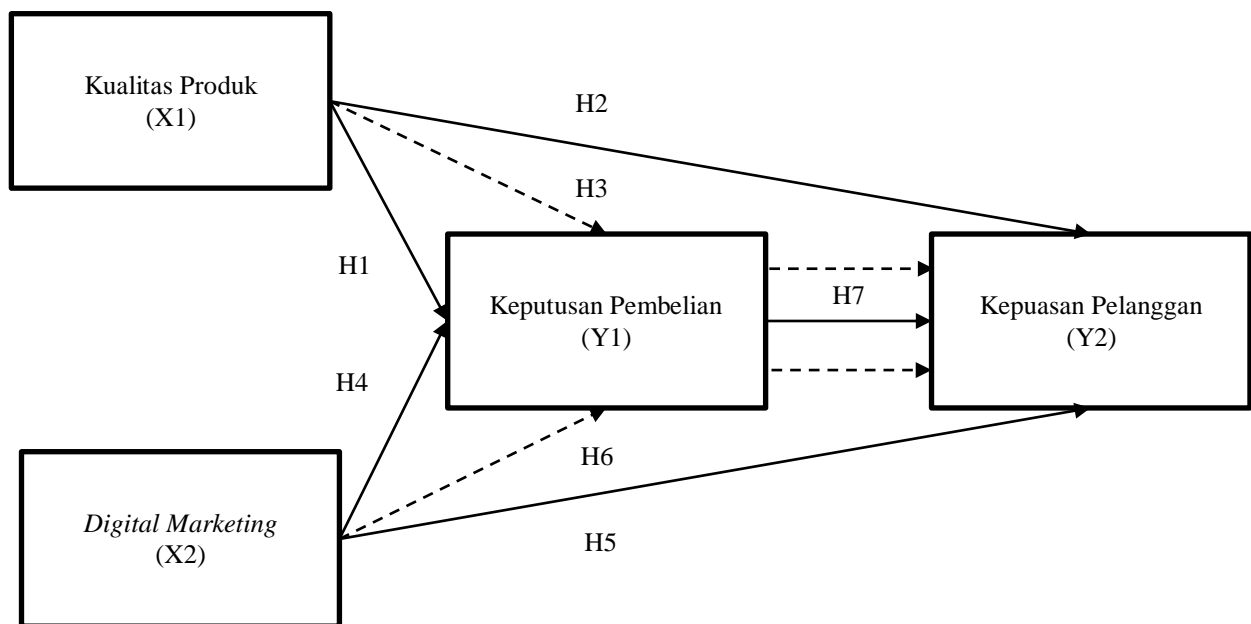 Kualitas Produk
(X1)
H2
H3
H1
Keputusan Pembelian
(Y1)
H7
Kepuasan Pelanggan
(Y2)
H4
H6
Digital Marketing
(X2)
H5